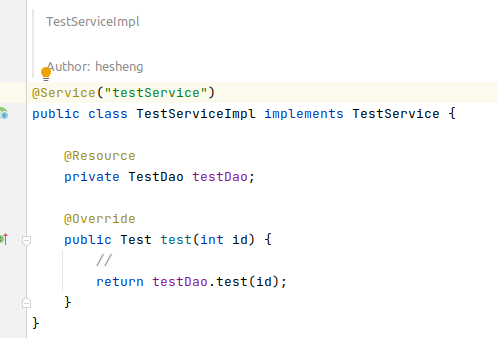 TestServiceImpl
Author: hesheng
@Service("testService")
public class TestServiceImpl implements TestService {
@Resource
private TestDao testDao;
@Override
public Test test(int id) {
//
return testDao.test(id);
}
}